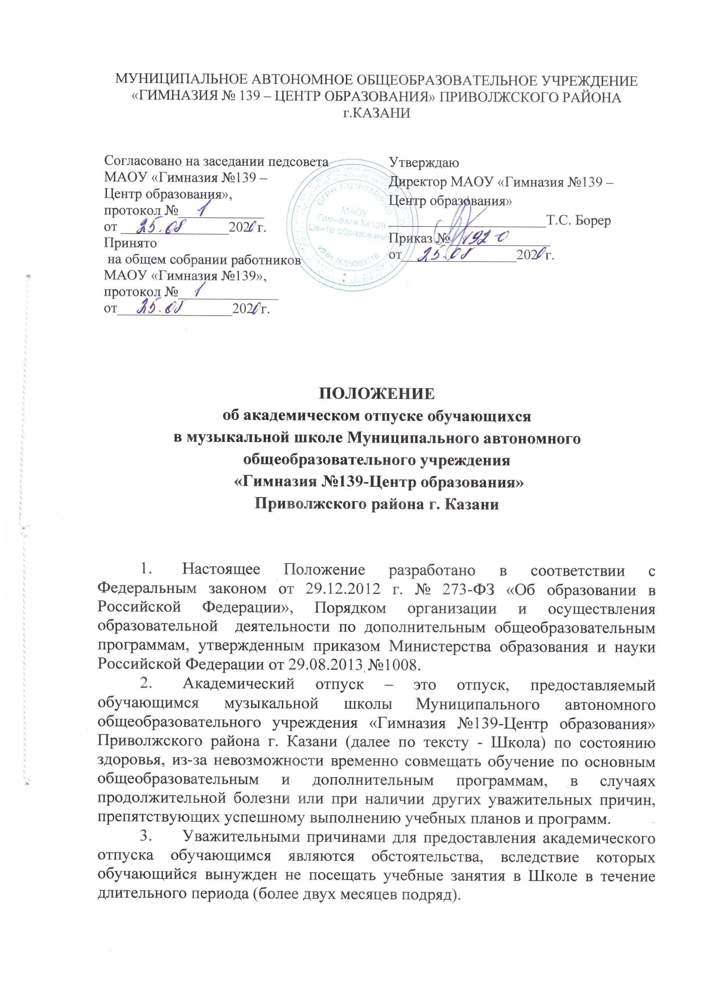 МУНИЦИПАЛЬНОЕ АВТОНОМНОЕ ОБЩЕОБРАЗОВАТЕЛЬНОЕ УЧРЕЖДЕНИЕ
«ГИМНАЗИЯ № 139 – ЦЕНТР ОБРАЗОВАНИЯ» ПРИВОЛЖСКОГО РАЙОНА
г.КАЗАНИ
Согласовано на заседании педсовета
МАОУ «Гимназия №139 –
Центр образования»,
протокол № 1
от 25.08 2020 г.
Принято
на общем собрании работников
МАОУ «Гимназия №139»,
протокол № 1
от 25.08 2020 г.
Утверждаю
Директор МАОУ «Гимназия №139 –
Центр образования»
Т.С. Борер
Приказ № 192-о
от 25.08 2020 г.
ОГРН
МАОУ
Гимназия №139 -
Центр образования
ИНН 1659003118
ПОЛОЖЕНИЕ
об академическом отпуске обучающихся
в музыкальной школе Муниципального автономного
общеобразовательного учреждения
«Гимназия №139-Центр образования»
Приволжского района г. Казани
1. Настоящее Положение разработано в соответствии с
Федеральным законом от 29.12.2012 г. № 273-ФЗ «Об образовании в
Российской Федерации», Порядком организации и осуществления
образовательной деятельности по дополнительным общеобразовательным
программам, утвержденным приказом Министерства образования и науки
Российской Федерации от 29.08.2013 №1008.
2. Академический отпуск – это отпуск, предоставляемый
обучающимся музыкальной школы Муниципального автономного
общеобразовательного учреждения «Гимназия №139-Центр образования»
Приволжского района г. Казани (далее по тексту - Школа) по состоянию
здоровья, из-за невозможности временно совмещать обучение по основным
общеобразовательным и дополнительным программам, в случаях
продолжительной болезни или при наличии других уважительных причин,
препятствующих успешному выполнению учебных планов и программ.
3. Уважительными причинами для предоставления академического
отпуска обучающимся являются обстоятельства, вследствие которых
обучающийся вынужден не посещать учебные занятия в Школе в течение
длительного периода (более двух месяцев подряд).